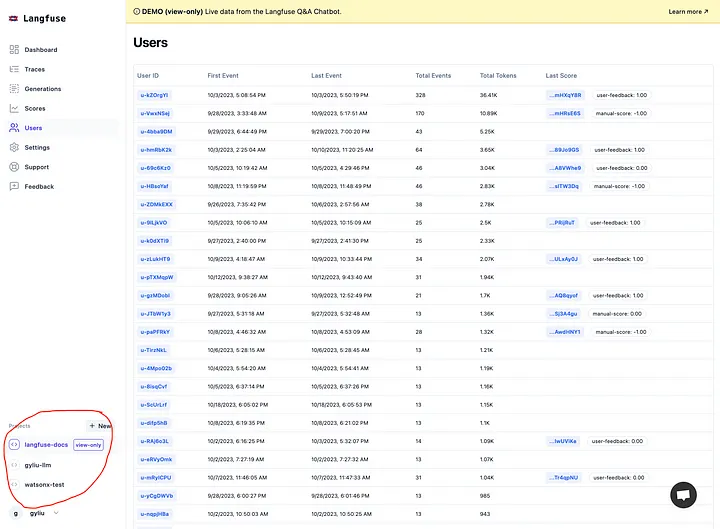 Langfuse
DEMO (view-only) Live data from the Langfuse Q&A Chatbot.
Learn more
Dashboard
Traces
Generations
Scores
Users
Settings
Support
Feedback
Projects
+ New
langfuse-docs view-only
gyliu-llm
watsonx-test
g gyliu
Users
User ID First Event Last Event Total Events Total Tokens Last Score
u-kZOrgYI 10/3/2023, 5:08:54 PM 10/3/2023, 5:50:19 PM 328 36.41K ...mHXqY8R user-feedback: 1.00
u-VwxNSej 9/28/2023, 3:33:48 AM 10/9/2023, 5:17:51 AM 170 10.89K ...mHRsE6S manual-score: -1.00
u-4bba9DM 9/29/2023, 6:44:49 PM 9/29/2023, 7:00:20 PM 43 5.25K
u-hmRbK2k 10/3/2023, 2:25:04 AM 10/10/2023, 11:20:25 AM 64 3.65K ...89Jo9GS user-feedback: 1.00
u-69c6Kz0 10/5/2023, 10:19:42 AM 10/5/2023, 4:29:46 PM 46 3.04K ...A8VWhe9 user-feedback: 0.00
u-HBsoYaf 10/8/2023, 11:19:59 PM 10/8/2023, 11:48:49 PM 46 2.83K ...slTW3Dq manual-score: -1.00
u-ZDMkEXX 9/26/2023, 7:35:42 PM 10/6/2023, 2:57:56 AM 38 2.78K
u-9ILjkVO 10/5/2023, 10:06:10 AM 10/5/2023, 10:15:09 AM 25 2.5K ...PRijRuT user-feedback: 1.00
u-k0dXTI9 9/27/2023, 2:40:00 PM 9/27/2023, 2:41:30 PM 25 2.33K
u-zLukHT9 10/9/2023, 4:18:47 AM 10/9/2023, 10:33:44 PM 34 2.07K ...ULxAy0J user-feedback: 1.00
u-pTXMqpW 10/12/2023, 9:38:27 AM 10/12/2023, 9:43:40 AM 31 1.94K
u-gzMDobI 9/28/2023, 9:05:26 AM 10/9/2023, 12:52:49 PM 21 1.7K ...AQ8qyof user-feedback: 1.00
u-JTbW1y3 9/27/2023, 5:31:18 AM 9/27/2023, 5:32:48 AM 13 1.36K ...Sj3A4gu manual-score: 0.00
u-paPFRkY 10/8/2023, 4:46:32 AM 10/8/2023, 4:53:09 AM 28 1.32K ...AwdHNY1 manual-score: -1.00
u-TirzNkL 10/6/2023, 5:28:15 AM 10/6/2023, 5:28:45 AM 13 1.21K
u-4Mpo02b 10/4/2023, 5:54:20 AM 10/4/2023, 5:54:41 AM 13 1.19K
u-8isqCvf 10/5/2023, 6:37:14 PM 10/5/2023, 6:37:26 PM 13 1.16K
u-ScUrLrf 10/18/2023, 6:05:02 PM 10/18/2023, 6:05:53 PM 13 1.15K
u-difp5hB 10/8/2023, 6:19:35 PM 10/8/2023, 6:21:02 PM 13 1.1K
u-RAj6o3L 10/2/2023, 6:16:25 PM 10/3/2023, 5:32:07 PM 14 1.09K ...IwUViXa user-feedback: 0.00
u-eRVyOmk 10/2/2023, 7:27:19 AM 10/2/2023, 7:27:32 AM 13 1.07K
u-mRylCPU 10/7/2023, 11:46:05 AM 10/7/2023, 11:47:33 AM 31 1.04K ...Tr4qpNU user-feedback: 0.00
u-yCgDWVb 9/28/2023, 6:00:27 PM 9/28/2023, 6:01:46 PM 13 985
u-nqpjH8a 10/2/2023, 10:50:03 AM 10/2/2023, 10:50:25 AM 13 943